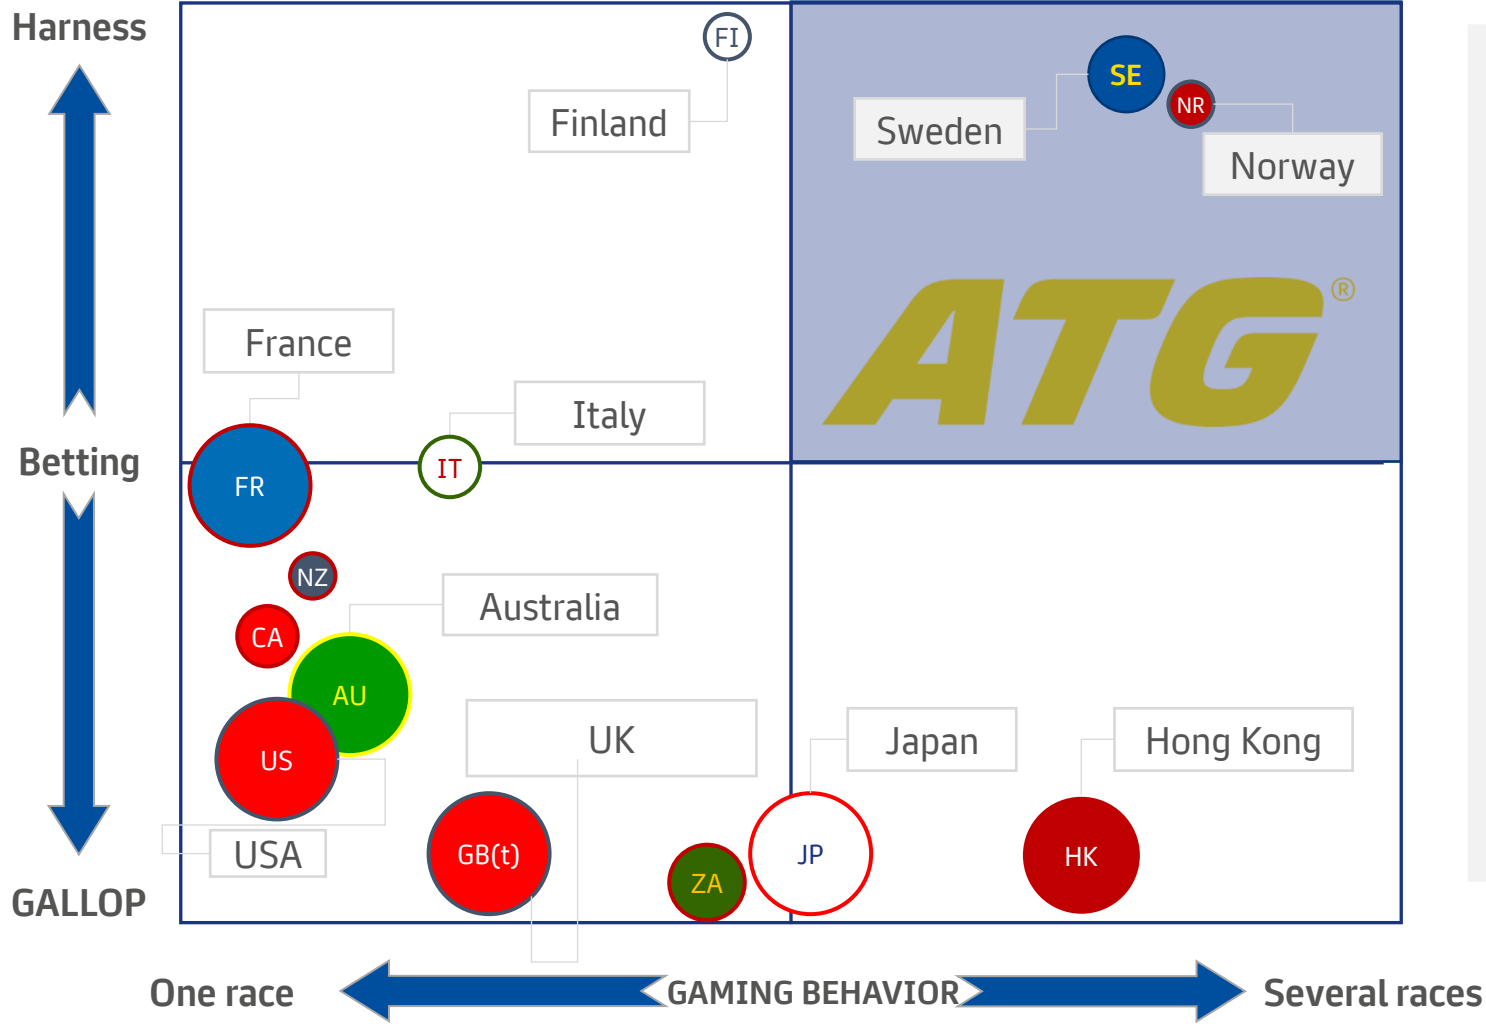 Harness
FI
SE
NR
Finland
Sweden
Norway
ATG®
France
Italy
Betting
IT
FR
NZ
Australia
CA
AU
UK
Japan
Hong Kong
US
USA
GB(t)
ZA
JP
HK
GALLOP
One race
GAMING BEHAVIOR
Several races